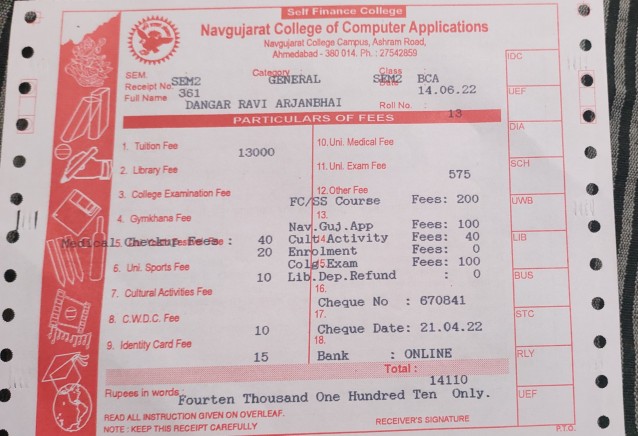 Self Finance College
Navgujarat College of Computer Applications
Navgujarat College Campus, Ashram Road,
Ahmedabad - 380 014. Ph. : 27542859
SEM. SEM2 Category : GENERAL Class SEM2 BCA
Receipt No. 361 Date 14.06.22
Full Name DANGAR RAVI ARJANBHAI Roll No. 13
PARTICULARS OF FEES
1. Tuition Fee 13000
2. Library Fee
3. College Examination Fee
4. Gymkhana Fee
Medical Checkup Fees : 40
5.
20
6. Uni. Sports Fee
10
7. Cultural Activities Fee
8. C.W.D.C. Fee
10
9. Identity Card Fee
15
10. Uni. Medical Fee
11. Uni. Exam Fee
575
12. Other Fee
FC/SS Course Fees: 200
13.
Nav.Guj.App Fees: 100
Cult Activity Fees: 40
Enrolment Fees: 0
Colg.Exam Fees: 100
Lib.Dep.Refund : 0
16.
Cheque No : 670841
17.
Cheque Date: 21.04.22
18.
Bank : ONLINE
Total :
14110
Rupees in words : Fourten Thousand One Hundred Ten Only.
READ ALL INSTRUCTION GIVEN ON OVERLEAF.
NOTE : KEEP THIS RECEIPT CAREFULLY
RECEIVER'S SIGNATURE
P.T.O.
IDC
UEF
DIA
SCH
UWB
LIB
BUS
STC
RLY
UEF